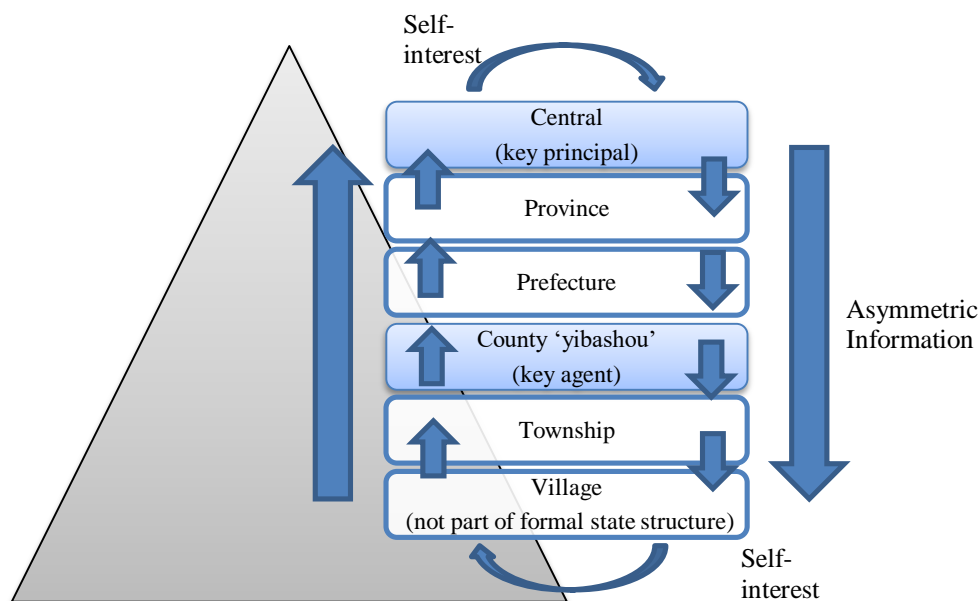 Self-
interest
Central
(key principal)
Province
Prefecture
County ‘yibashou’
(key agent)
Township
Village
(not part of formal state structure)
Asymmetric
Information
Self-
interest